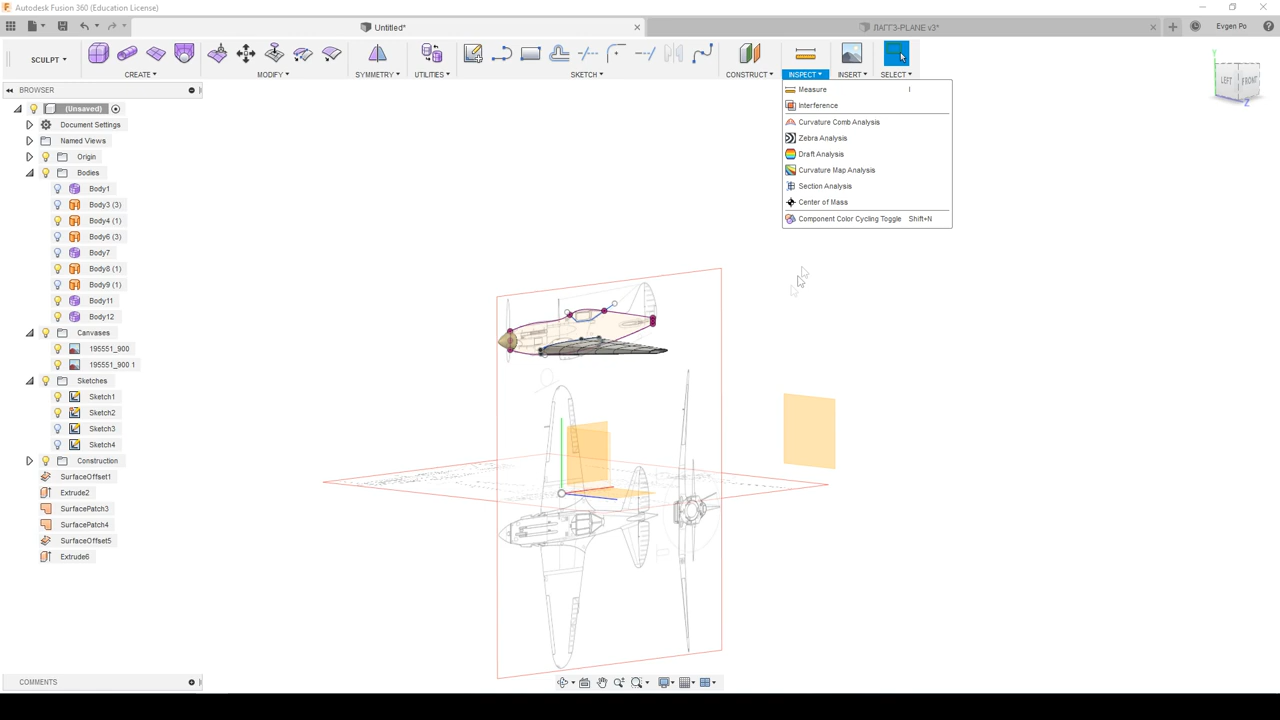 Autodesk Fusion 360 (Education License)
Untitled*
ЛАГГЗ-PLANE v3*
Evgen Po
SCULPT
CREATE
MODIFY
SYMMETRY
UTILITIES
SKETCH
CONSTRUCT
INSPECT
INSERT
SELECT
BROWSER
(Unsaved)
Document Settings
Named Views
Origin
Bodies
Body1
Body3 (3)
Body4 (1)
Body6 (3)
Body7
Body8 (1)
Body9 (1)
Body11
Body12
Canvases
195551_900
195551_900 1
Sketches
Sketch1
Sketch2
Sketch3
Sketch4
Construction
SurfaceOffset1
Extrude2
SurfacePatch3
SurfacePatch4
SurfaceOffset5
Extrude6
Measure I
Interference
Curvature Comb Analysis
Zebra Analysis
Draft Analysis
Curvature Map Analysis
Section Analysis
Center of Mass
Component Color Cycling Toggle Shift+N
Y
LEFT FRONT
Z
COMMENTS